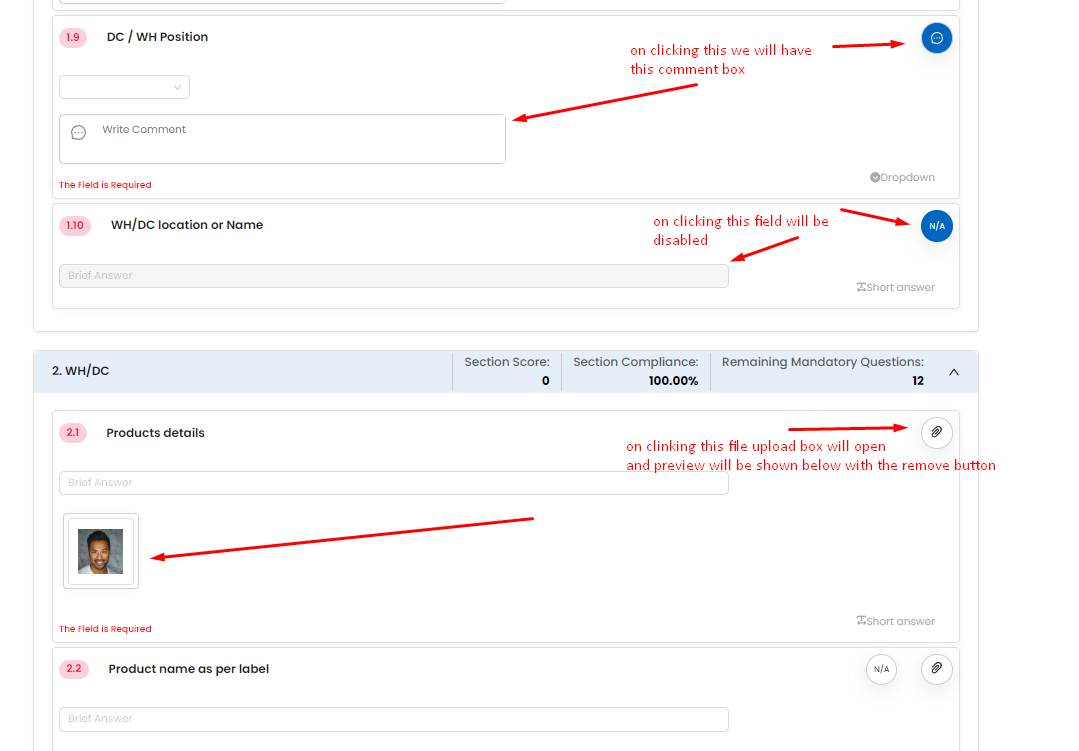 1.9 DC / WH Position
on clicking this we will have
this comment box
Write Comment
The Field is Required
Dropdown
1.10 WH/DC location or Name
on clicking this field will be
disabled
N/A
Brief Answer
Short answer
2. WH/DC
Section Score:
0
Section Compliance:
100.00%
Remaining Mandatory Questions:
12
2.1 Products details
on clinking this file upload box will open
and preview will be shown below with the remove button
Brief Answer
The Field is Required
Short answer
2.2 Product name as per label
N/A
Brief Answer